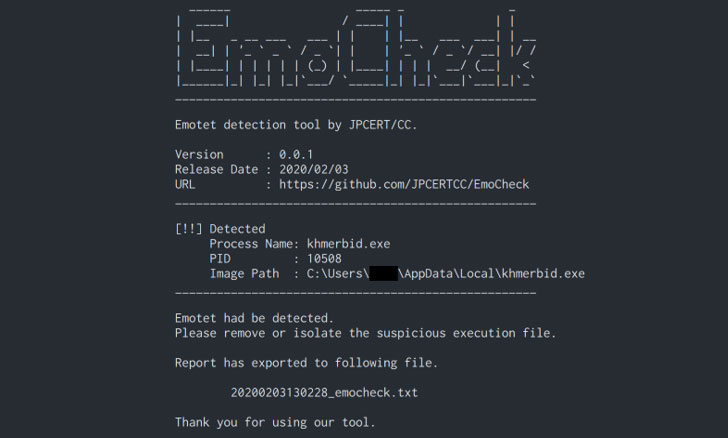 EmoCheck
Emotet detection tool by JPCERT/CC.
Version : 0.0.1
Release Date : 2020/02/03
URL : https://github.com/JPCERTCC/EmoCheck
[!!] Detected
Process Name: khmerbid.exe
PID : 10508
Image Path : C:\Users\ \AppData\Local\khmerbid.exe
Emotet had be detected.
Please remove or isolate the suspicious execution file.
Report has exported to following file.
20200203130228_emocheck.txt
Thank you for using our tool.